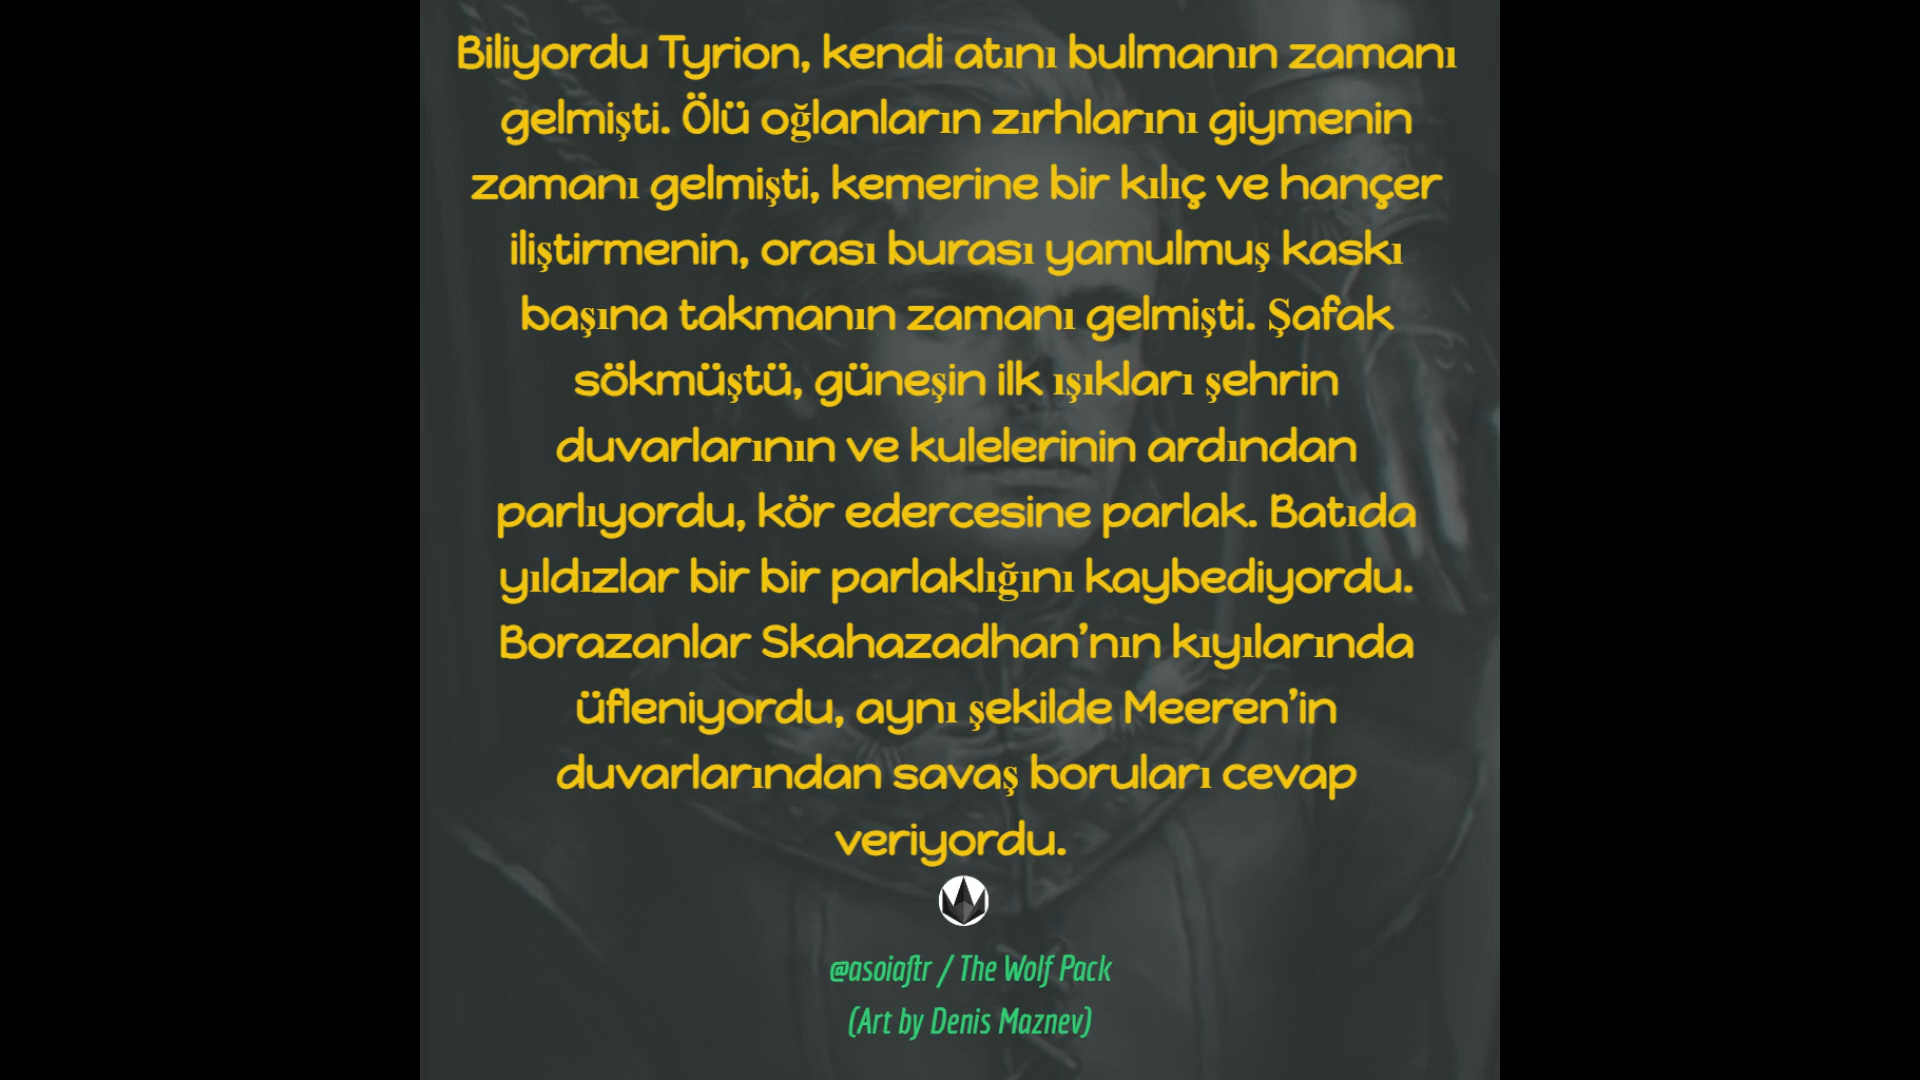 Biliyordu Tyrion, kendi atını bulmanın zamanı
gelmişti. Ölü oğlanların zırhlarını giymenin
zamanı gelmişti, kemerine bir kılıç ve hançer
iliştirmenin, orası burası yamulmuş kaskı
başına takmanın zamanı gelmişti. Şafak
sökmüştü, güneşin ilk ışıkları şehrin
duvarlarının ve kulelerinin ardından
parlıyordu, kör edercesine parlak. Batıda
yıldızlar bir bir parlaklığını kaybediyordu.
Borazanlar Skahazadhan’nın kıyılarında
üfleniyordu, aynı şekilde Meeren’in
duvarlarından savaş boruları cevap
veriyordu.
@asoiaftr / The Wolf Pack
(Art by Denis Maznev)